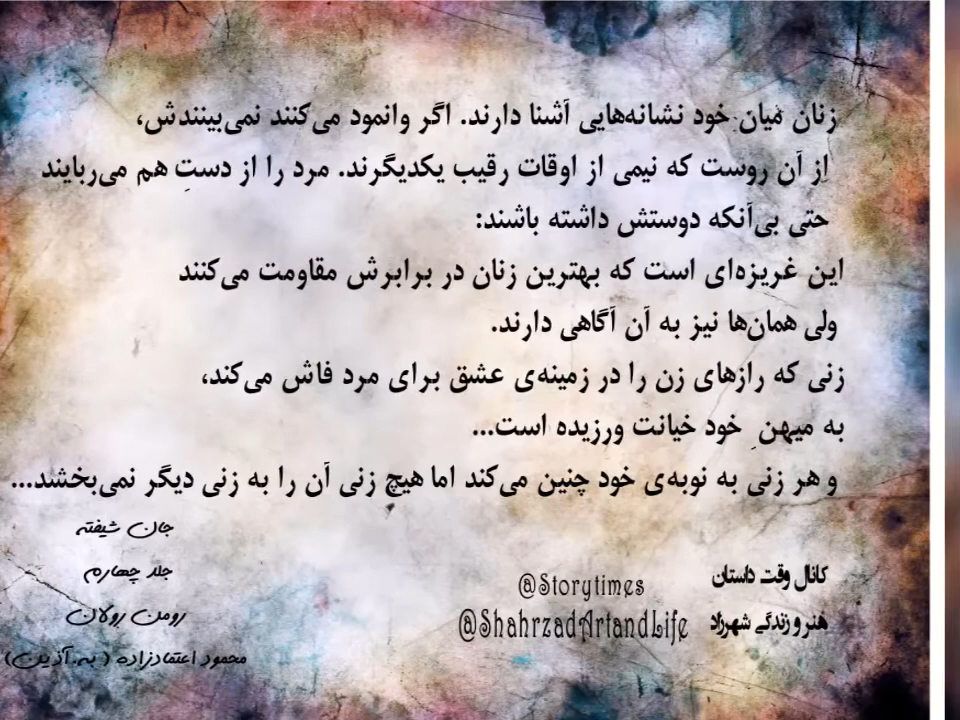 زنان میان خود نشانه‌هایی آشنا دارند. اگر وانمود می‌کنند نمی‌بینندش،
از آن روست که نیمی از اوقات رقیب یکدیگرند. مرد را از دستِ هم می‌ربایند
حتی بی‌آنکه دوستش داشته باشند:
این غریزه‌ای است که بهترین زنان در برابرش مقاومت می‌کنند
ولی همان‌ها نیز به آن آگاهی دارند.
زنی که رازهای زن را در زمینه‌ی عشق برای مرد فاش می‌کند،
به میهنِ خود خیانت ورزیده است...
و هر زنی به نوبه‌ی خود چنین می‌کند اما هیچ زنی آن را به زنی دیگر نمی‌بخشد...
جان شیفته
جلد چهارم
رومن رولان
محمود اعتمادزاده (به.آذین)
کانال وقت داستان @Storytimes
هنر و زندگی شهرزاد @ShahrzadArtandLife